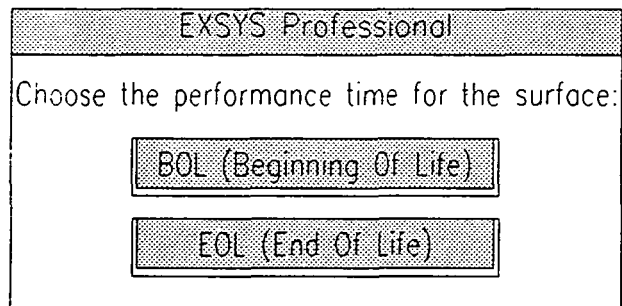 EXSYS Professional
Choose the performance time for the surface:
BOL (Beginning Of Life)
EOL (End Of Life)